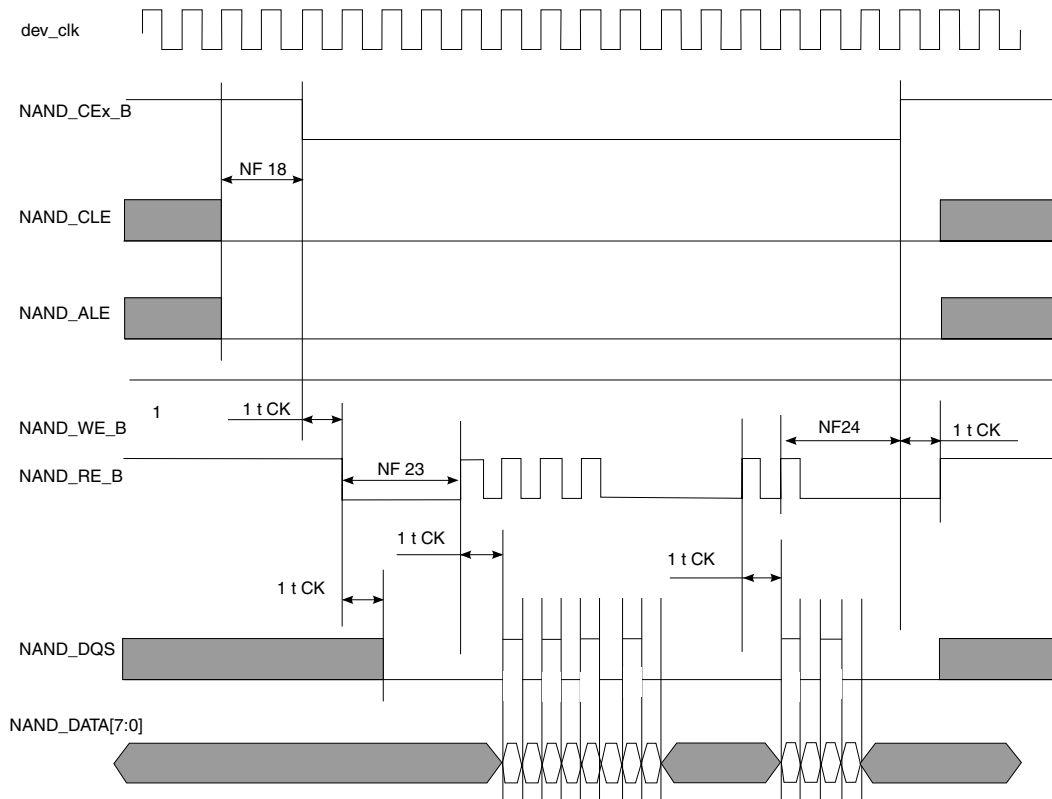 dev_clk
NAND_CEx_B
NF 18
NAND_CLE
NAND_ALE
1
1 t CK
NAND_WE_B
NF24
1 t CK
NAND_RE_B
NF 23
1 t CK
1 t CK
1 t CK
NAND_DQS
NAND_DATA[7:0]